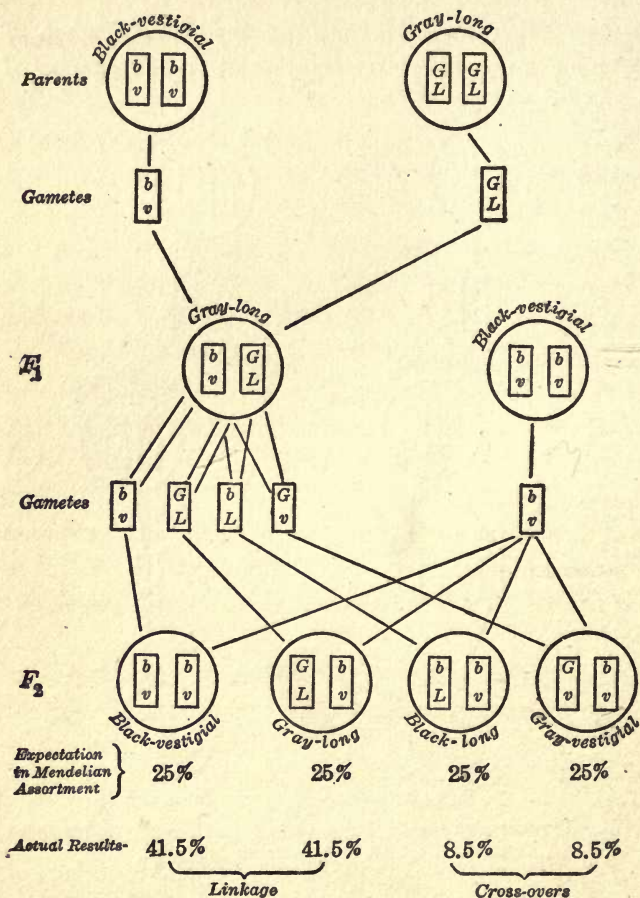 Black-vestigial Gray-long
Parents b b G G
v v L L
Gametes b G
v L
Gray-long Black-vestigial
F1 b G b b
v L v v
Gametes b G b G b
v L L v v
F2 b b G b b b G b
v v L v L v v v
Black-vestigial Gray-long Black-long Gray-vestigial
Expectation
in Mendelian
Assortment
25% 25% 25% 25%
Actual Results- 41.5% 41.5% 8.5% 8.5%
Linkage Cross-overs